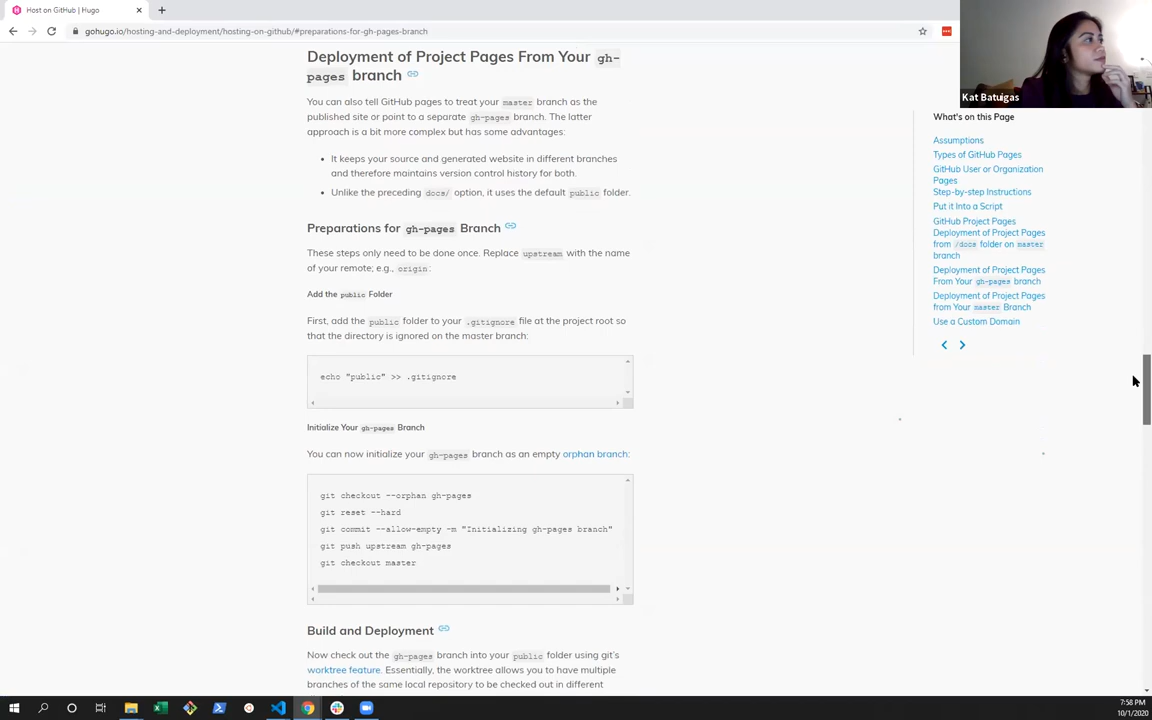 Host on GitHub | Hugo
gohugo.io/hosting-and-deployment/hosting-on-github/#preparations-for-gh-pages-branch
Kat Batuigas
Deployment of Project Pages From Your gh-
pages branch
You can also tell GitHub pages to treat your master branch as the
published site or point to a separate gh-pages branch. The latter
approach is a bit more complex but has some advantages:
• It keeps your source and generated website in different branches
and therefore maintains version control history for both.
• Unlike the preceding docs/ option, it uses the default public folder.
Preparations for gh-pages Branch
These steps only need to be done once. Replace upstream with the name
of your remote; e.g., origin:
Add the public Folder
First, add the public folder to your .gitignore file at the project root so
that the directory is ignored on the master branch:
echo "public" >> .gitignore
Initialize Your gh-pages Branch
You can now initialize your gh-pages branch as an empty orphan branch:
git checkout --orphan gh-pages
git reset --hard
git commit --allow-empty -m "Initializing gh-pages branch"
git push upstream gh-pages
git checkout master
Build and Deployment
Now check out the gh-pages branch into your public folder using git's
worktree feature. Essentially, the worktree allows you to have multiple
branches of the same local repository to be checked out in different
What's on this Page
Assumptions
Types of GitHub Pages
GitHub User or Organization
Pages
Step-by-step Instructions
Put it Into a Script
GitHub Project Pages
Deployment of Project Pages
from /docs folder on master
branch
Deployment of Project Pages
From Your gh-pages branch
Deployment of Project Pages
from Your master Branch
Use a Custom Domain
7:58 PM
10/1/2020